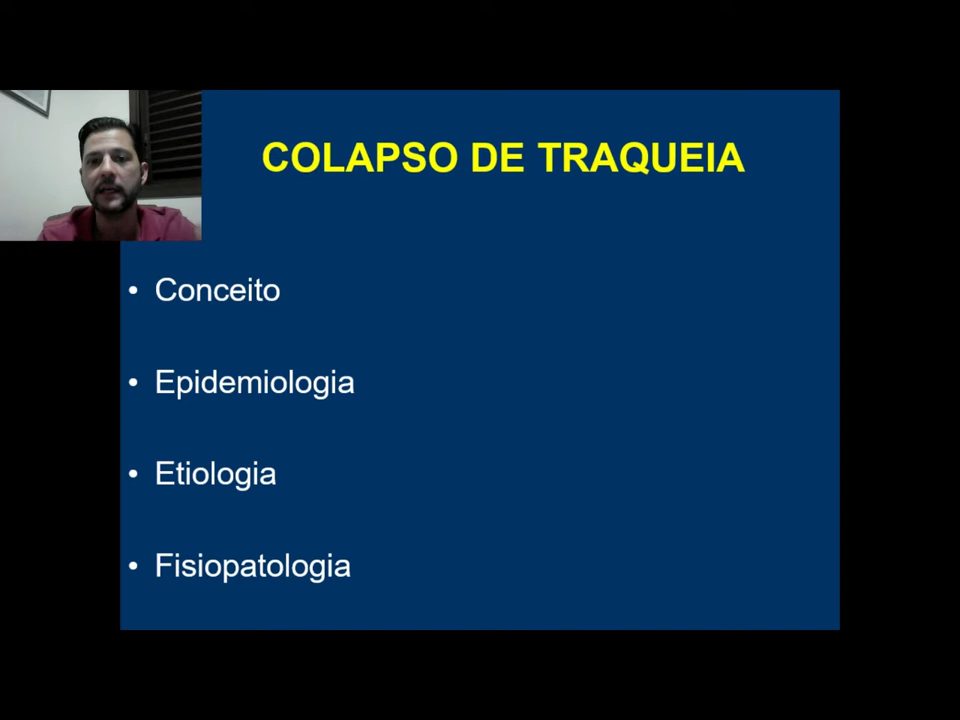 COLAPSO DE TRAQUEIA
• Conceito
• Epidemiologia
• Etiologia
• Fisiopatologia